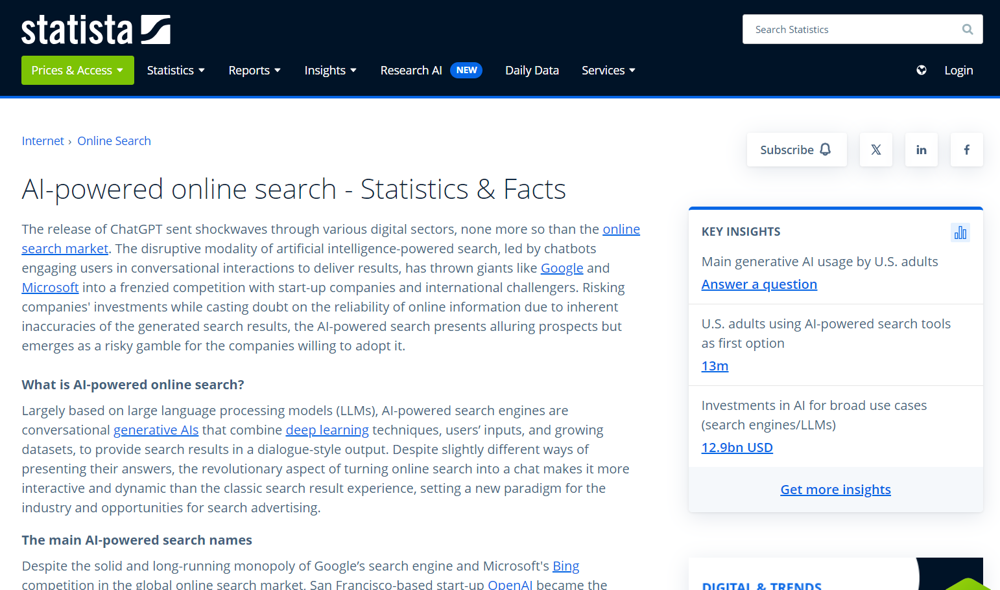 statista
Search Statistics
Prices & Access
Statistics
Reports
Insights
Research AI NEW
Daily Data
Services
Login
Internet › Online Search
Subscribe
X
in
f
AI-powered online search - Statistics & Facts
The release of ChatGPT sent shockwaves through various digital sectors, none more so than the online
search market. The disruptive modality of artificial intelligence-powered search, led by chatbots
engaging users in conversational interactions to deliver results, has thrown giants like Google and
Microsoft into a frenzied competition with start-up companies and international challengers. Risking
companies' investments while casting doubt on the reliability of online information due to inherent
inaccuracies of the generated search results, the AI-powered search presents alluring prospects but
emerges as a risky gamble for the companies willing to adopt it.
What is AI-powered online search?
Largely based on large language processing models (LLMs), AI-powered search engines are
conversational generative AIs that combine deep learning techniques, users’ inputs, and growing
datasets, to provide search results in a dialogue-style output. Despite slightly different ways of
presenting their answers, the revolutionary aspect of turning online search into a chat makes it more
interactive and dynamic than the classic search result experience, setting a new paradigm for the
industry and opportunities for search advertising.
The main AI-powered search names
Despite the solid and long-running monopoly of Google’s search engine and Microsoft's Bing
competition in the global online search market, San Francisco-based start-up OpenAI became the
KEY INSIGHTS
Main generative AI usage by U.S. adults
Answer a question
U.S. adults using AI-powered search tools
as first option
13m
Investments in AI for broad use cases
(search engines/LLMs)
12.9bn USD
Get more insights
DIGITAL & TRENDS